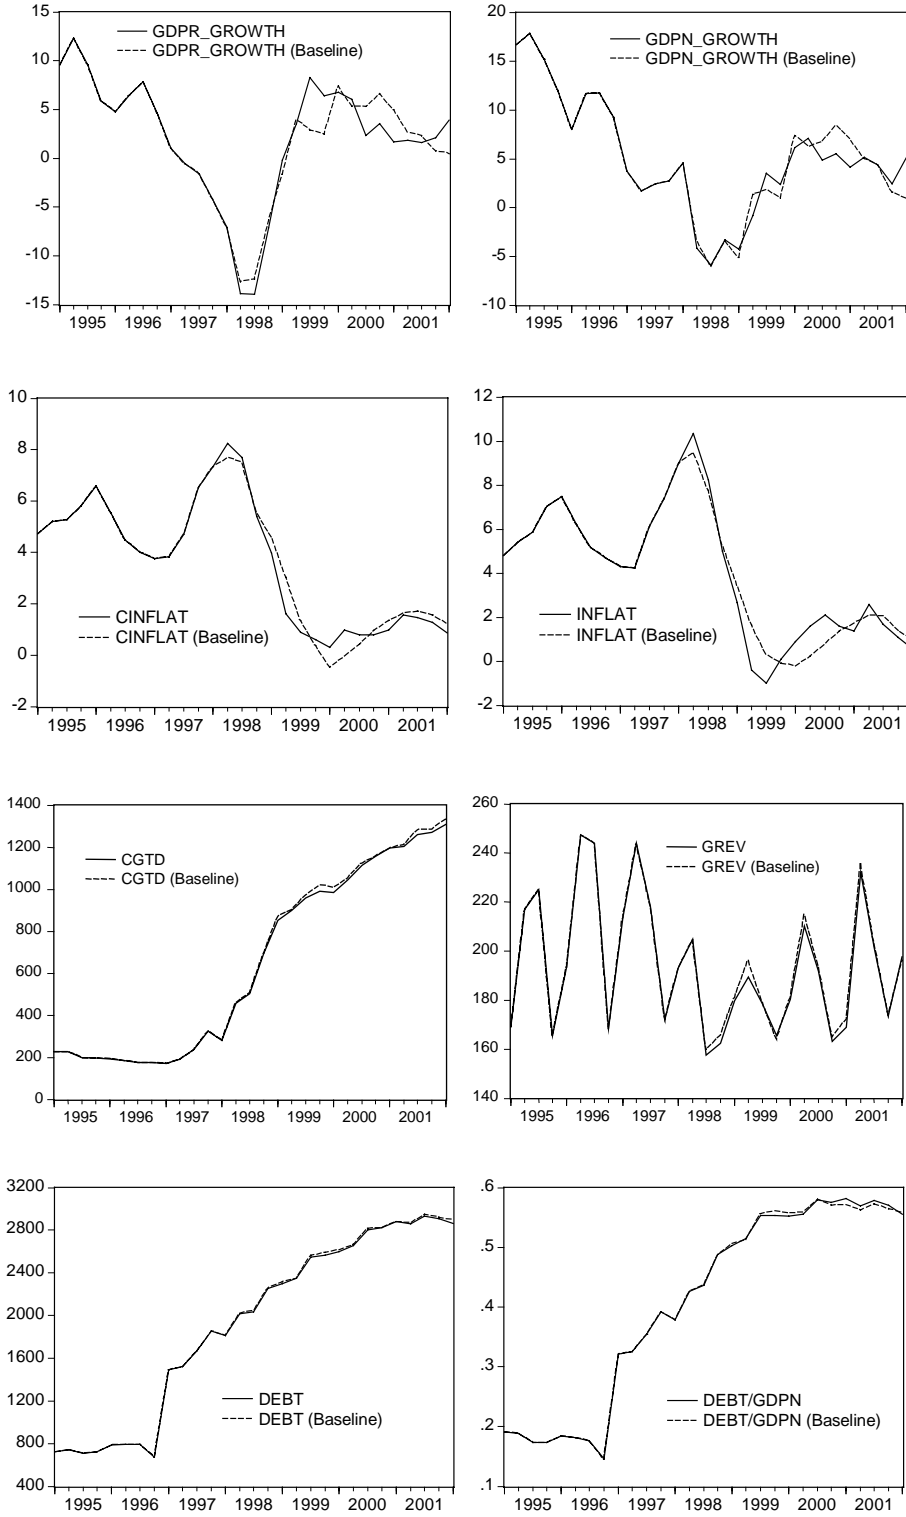 15
10
5
0
-5
-10
-15
GDPR_GROWTH
GDPR_GROWTH (Baseline)
1995 1996 1997 1998 1999 2000 2001
20
15
10
5
0
-5
-10
GDPN_GROWTH
GDPN_GROWTH (Baseline)
1995 1996 1997 1998 1999 2000 2001
10
8
6
4
2
0
-2
CINFLAT
CINFLAT (Baseline)
1995 1996 1997 1998 1999 2000 2001
12
10
8
6
4
2
0
-2
INFLAT
INFLAT (Baseline)
1995 1996 1997 1998 1999 2000 2001
1400
1200
1000
800
600
400
200
0
CGTD
CGTD (Baseline)
1995 1996 1997 1998 1999 2000 2001
260
240
220
200
180
160
140
GREV
GREV (Baseline)
1995 1996 1997 1998 1999 2000 2001
3200
2800
2400
2000
1600
1200
800
400
DEBT
DEBT (Baseline)
1995 1996 1997 1998 1999 2000 2001
.6
.5
.4
.3
.2
.1
DEBT/GDPN
DEBT/GDPN (Baseline)
1995 1996 1997 1998 1999 2000 2001